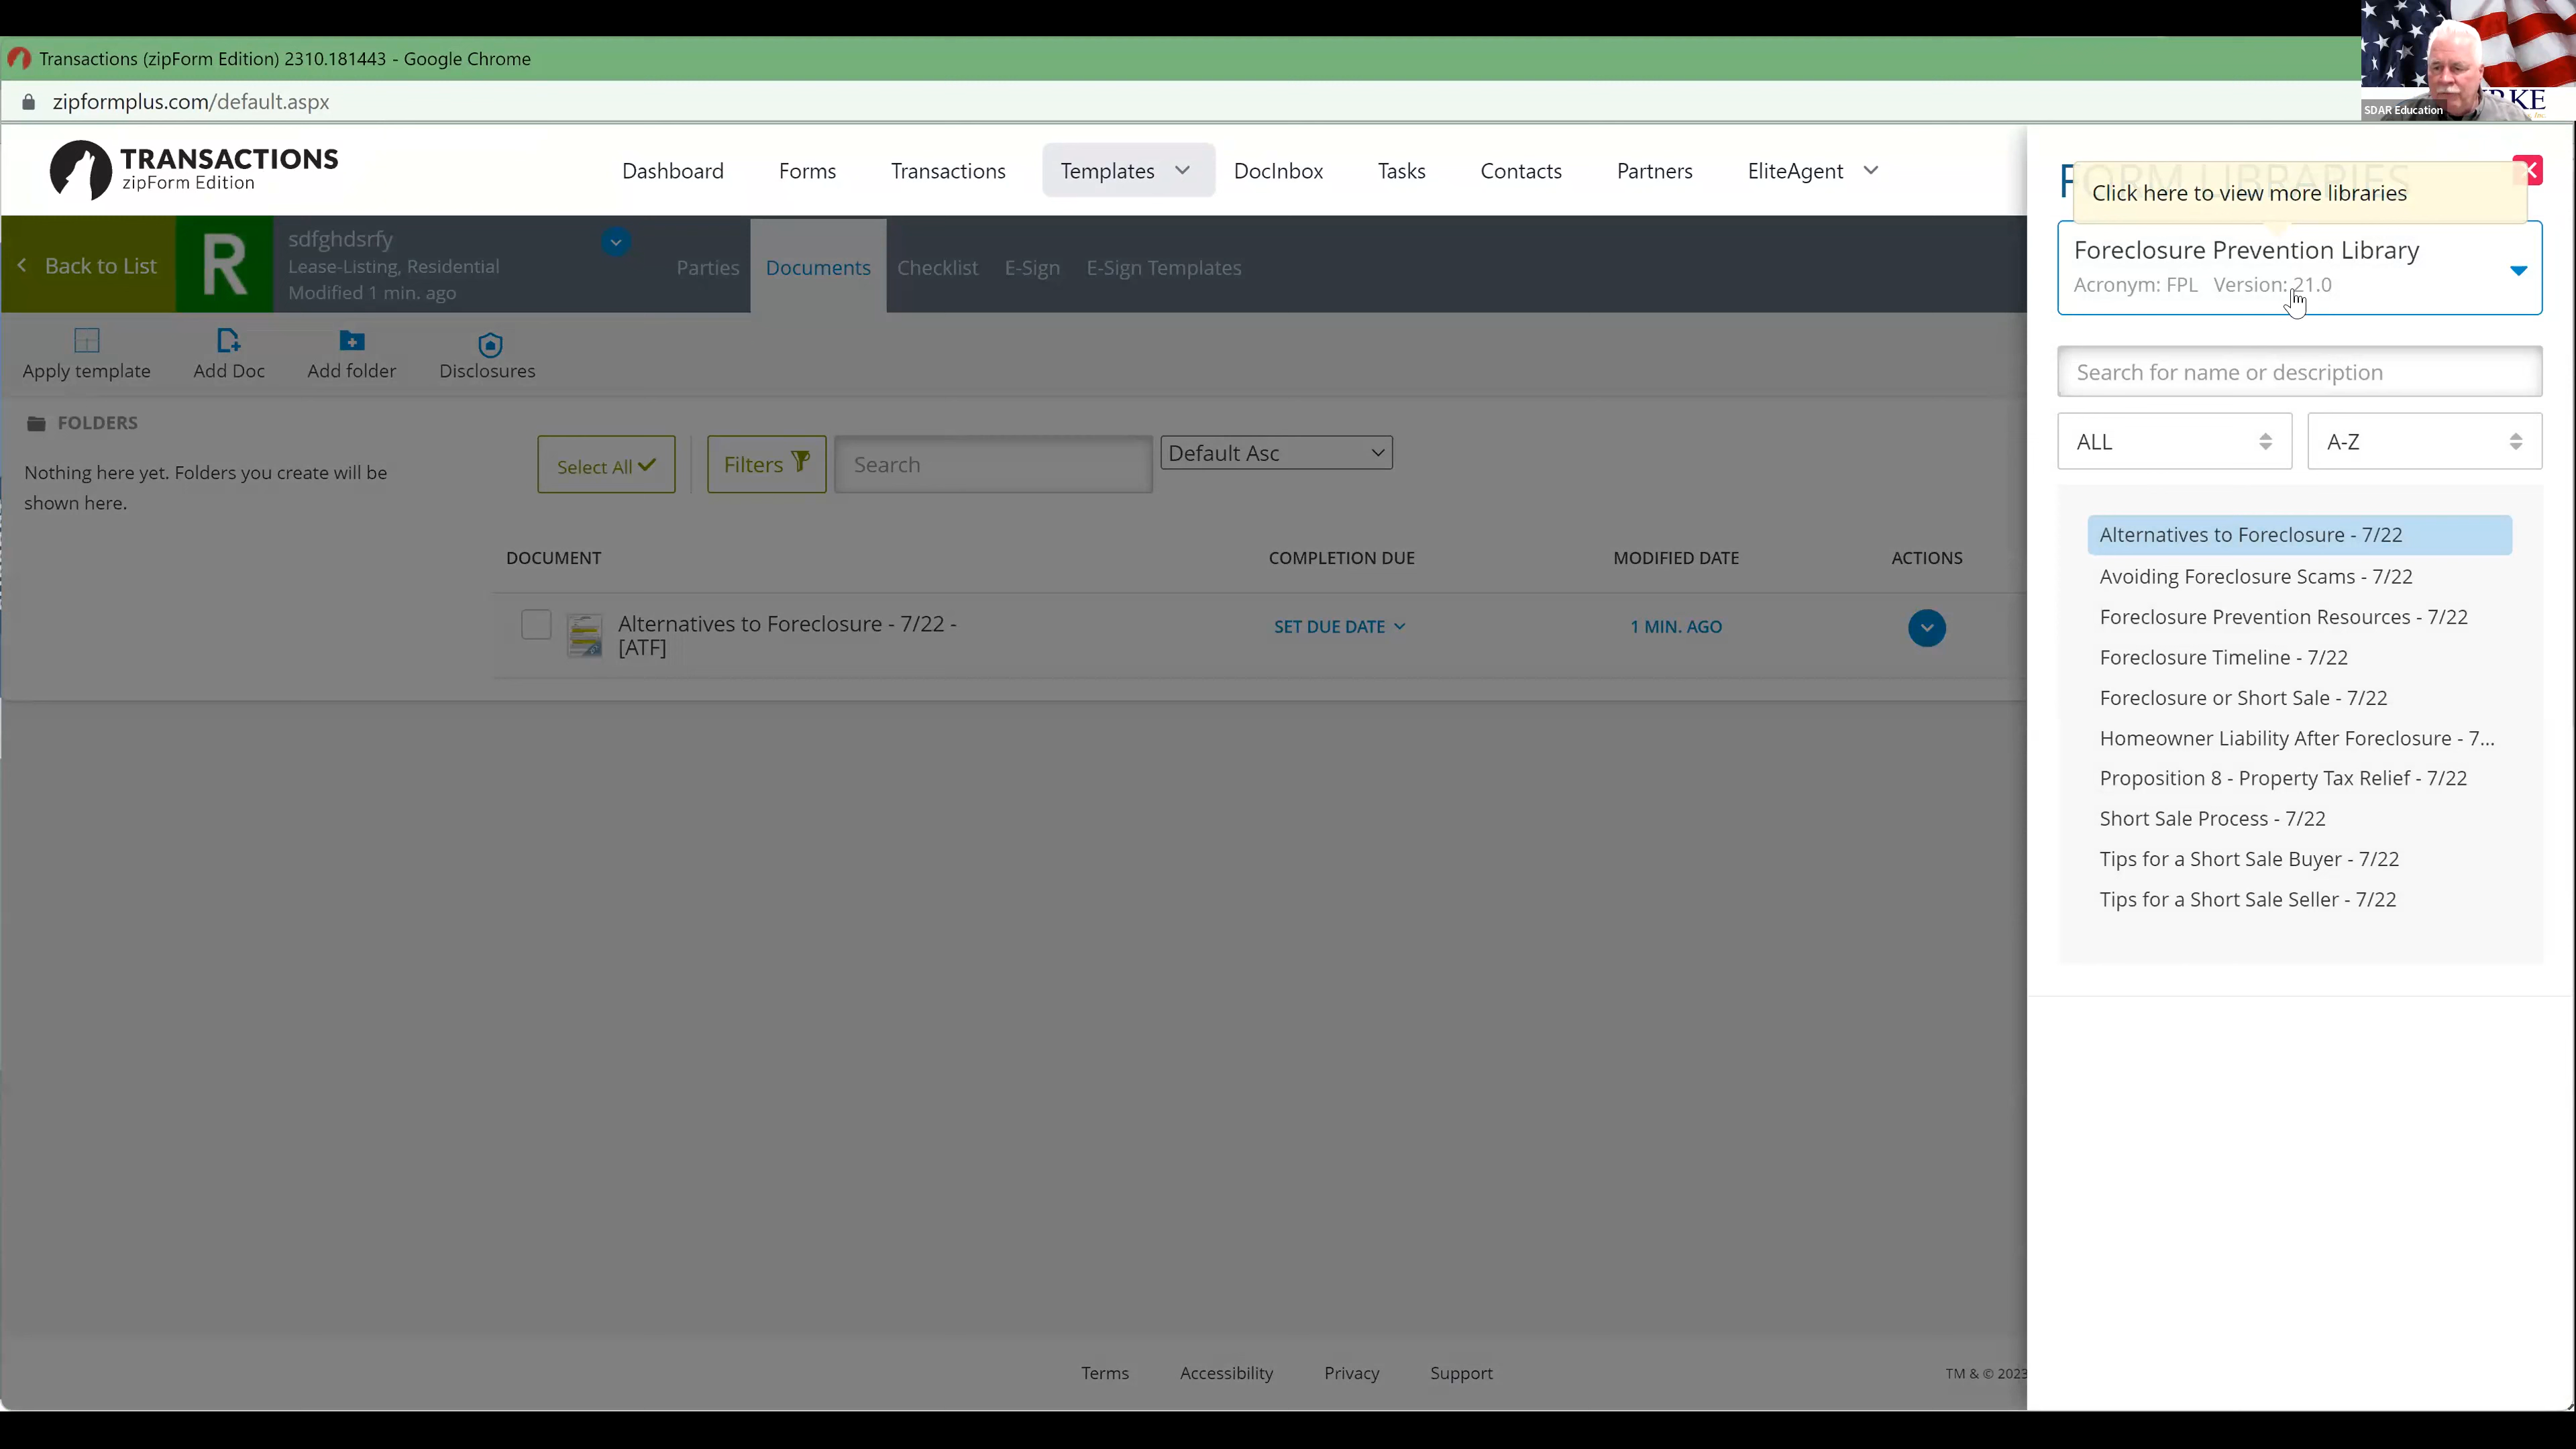 Transactions (zipForm Edition) 2310.181443 - Google Chrome
zipformplus.com/default.aspx
SDAR Education
TRANSACTIONS
zipForm Edition
Dashboard
Forms
Transactions
Templates
DocInbox
Tasks
Contacts
Partners
EliteAgent
FORM LIBRARIES
Click here to view more libraries
Back to List
R
sdfghdsrfy
Lease-Listing, Residential
Modified 1 min. ago
Parties
Documents
Checklist
E-Sign
E-Sign Templates
Foreclosure Prevention Library
Acronym: FPL Version: 21.0
Apply template
Add Doc
Add folder
Disclosures
Search for name or description
FOLDERS
Nothing here yet. Folders you create will be
shown here.
Select All
Filters
Search
Default Asc
ALL
A-Z
DOCUMENT
COMPLETION DUE
MODIFIED DATE
ACTIONS
Alternatives to Foreclosure - 7/22 -
[ATF]
SET DUE DATE
1 MIN. AGO
Alternatives to Foreclosure - 7/22
Avoiding Foreclosure Scams - 7/22
Foreclosure Prevention Resources - 7/22
Foreclosure Timeline - 7/22
Foreclosure or Short Sale - 7/22
Homeowner Liability After Foreclosure - 7...
Proposition 8 - Property Tax Relief - 7/22
Short Sale Process - 7/22
Tips for a Short Sale Buyer - 7/22
Tips for a Short Sale Seller - 7/22
Terms
Accessibility
Privacy
Support
TM & © 2023